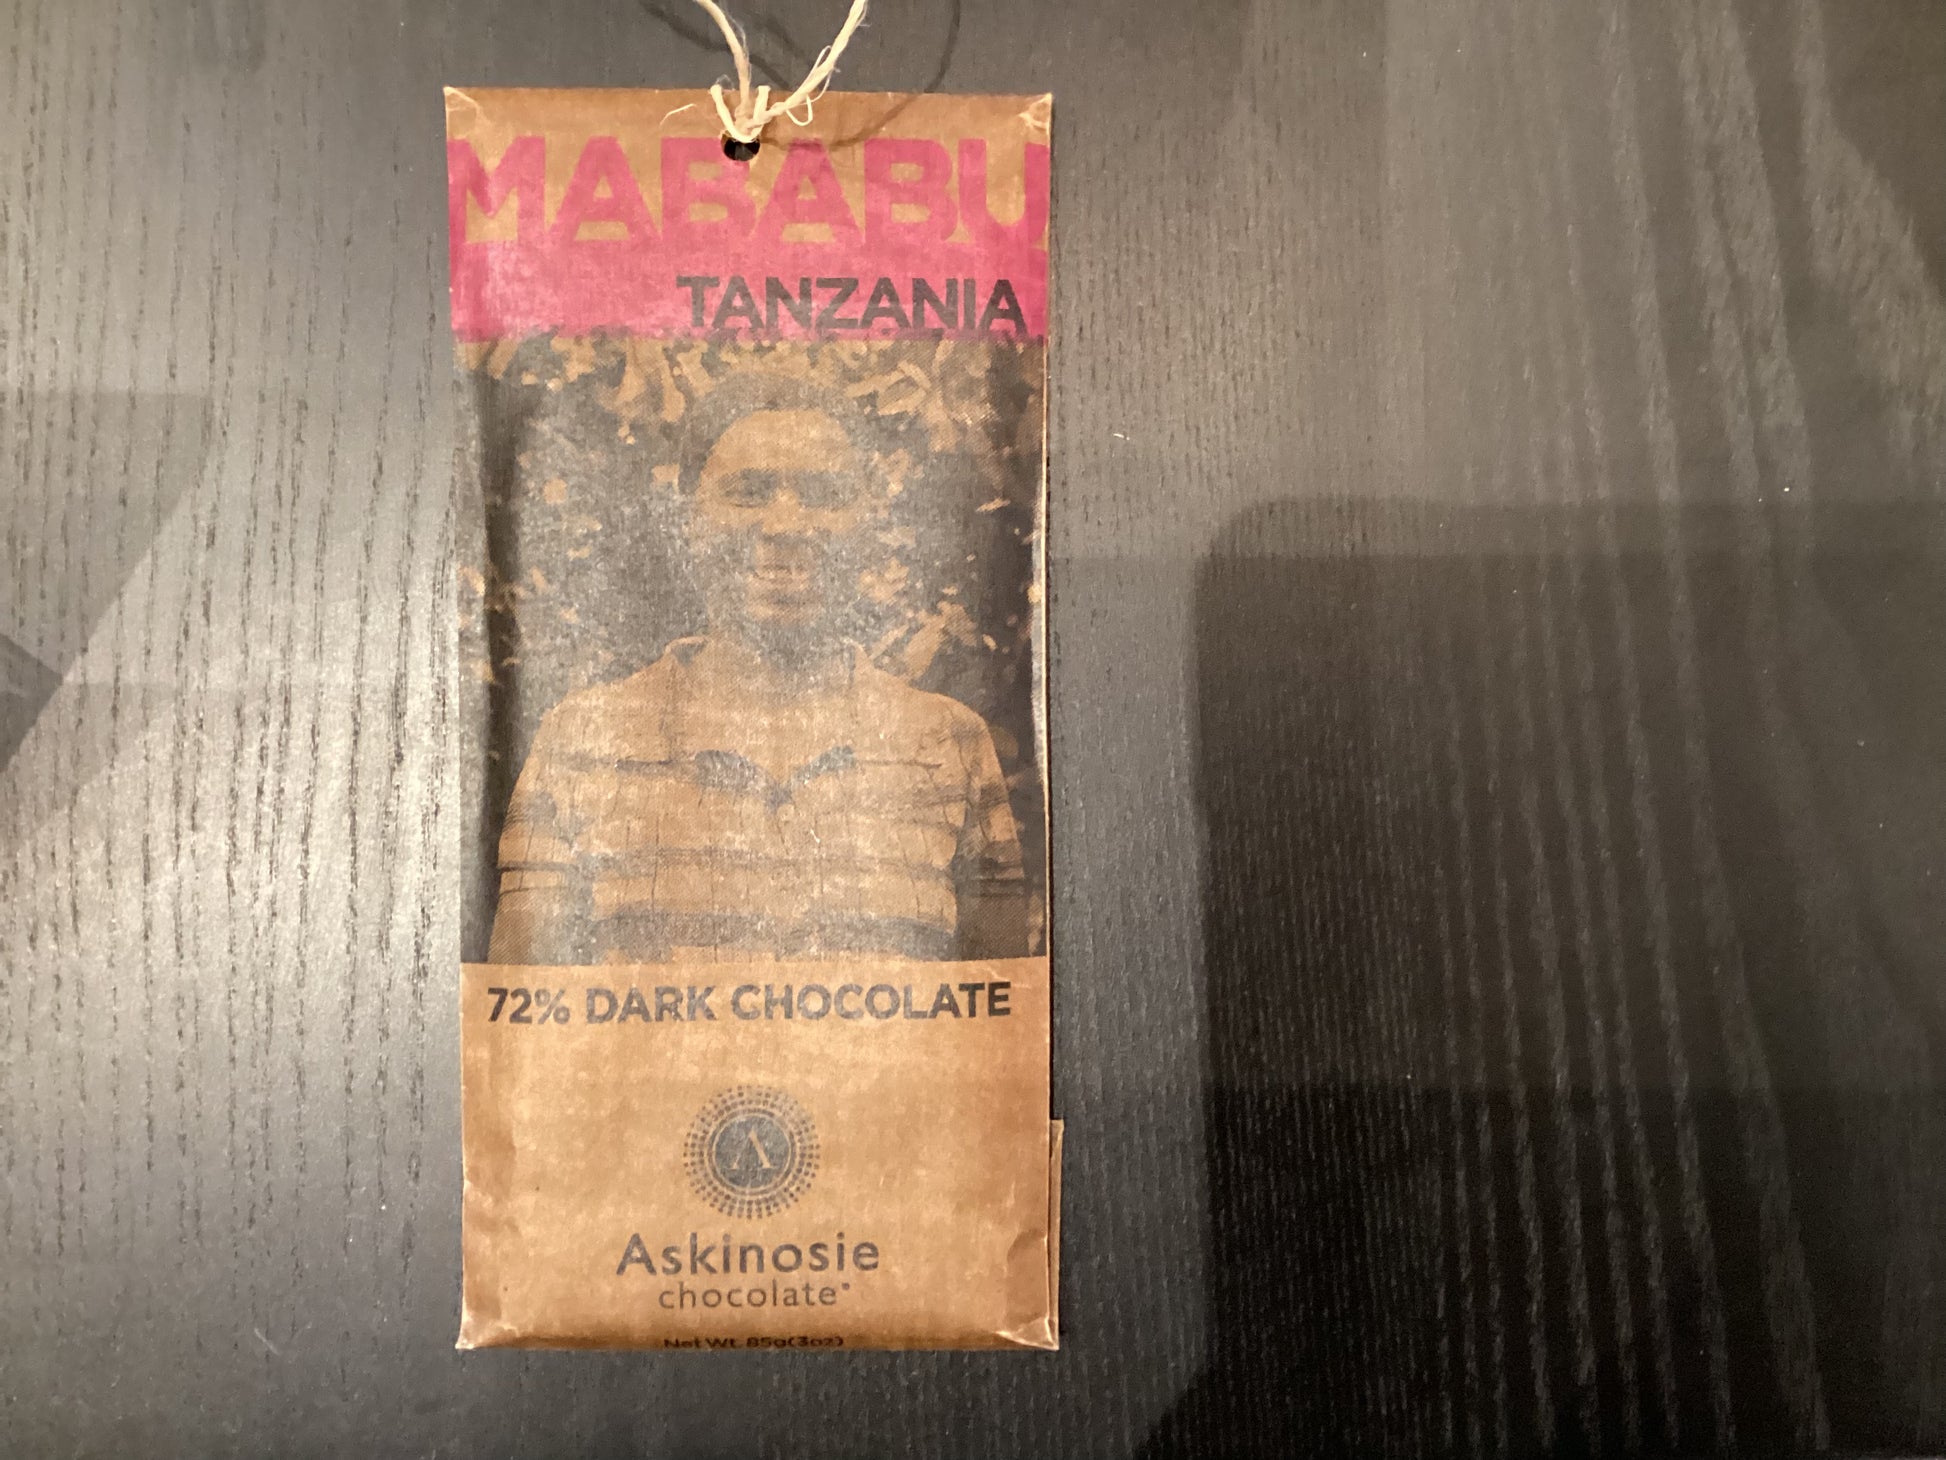 MABABU
TANZANIA
72% DARK CHOCOLATE
A
Askinosie
chocolate®
Net Wt. 85g(3oz)